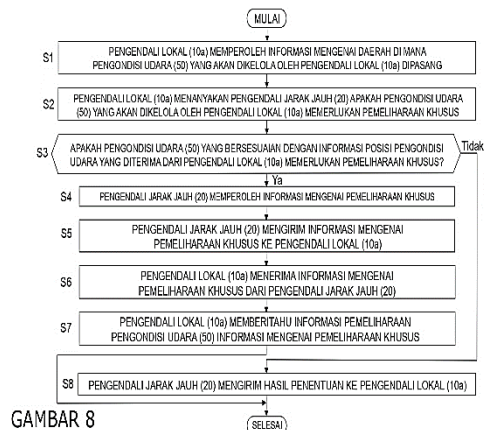 MULAI
S1
PENGENDALI LOKAL (10a) MEMPEROLEH INFORMASI MENGENAI DAERAH DI MANA
PENGONDISI UDARA (50) YANG AKAN DIKELOLA OLEH PENGENDALI LOKAL (10a) DIPASANG
S2
PENGENDALI LOKAL (10a) MENANYAKAN PENGENDALI JARAK JAUH (20) APAKAH PENGONDISI UDARA
(50) YANG AKAN DIKELOLA OLEH PENGENDALI LOKAL (10a) MEMERLUKAN PEMELIHARAAN KHUSUS
S3
APAKAH PENGONDISI UDARA (50) YANG BERSESUAIAN DENGAN INFORMASI POSISI PENGONDISI
UDARA YANG DITERIMA DARI PENGENDALI LOKAL (10a) MEMERLUKAN PEMELIHARAAN KHUSUS?
Tidak
Ya
S4
PENGENDALI JARAK JAUH (20) MEMPEROLEH INFORMASI MENGENAI PEMELIHARAAN KHUSUS
S5
PENGENDALI JARAK JAUH (20) MENGIRIM INFORMASI MENGENAI
PEMELIHARAAN KHUSUS KE PENGENDALI LOKAL (10a)
S6
PENGENDALI LOKAL (10a) MENERIMA INFORMASI MENGENAI
PEMELIHARAAN KHUSUS DARI PENGENDALI JARAK JAUH (20)
S7
PENGENDALI LOKAL (10a) MEMBERITAHU INFORMASI PEMELIHARAAN
PENGONDISI UDARA (50) INFORMASI MENGENAI PEMELIHARAAN KHUSUS
S8
PENGENDALI JARAK JAUH (20) MENGIRIM HASIL PENENTUAN KE PENGENDALI LOKAL (10a)
GAMBAR 8
SELESAI